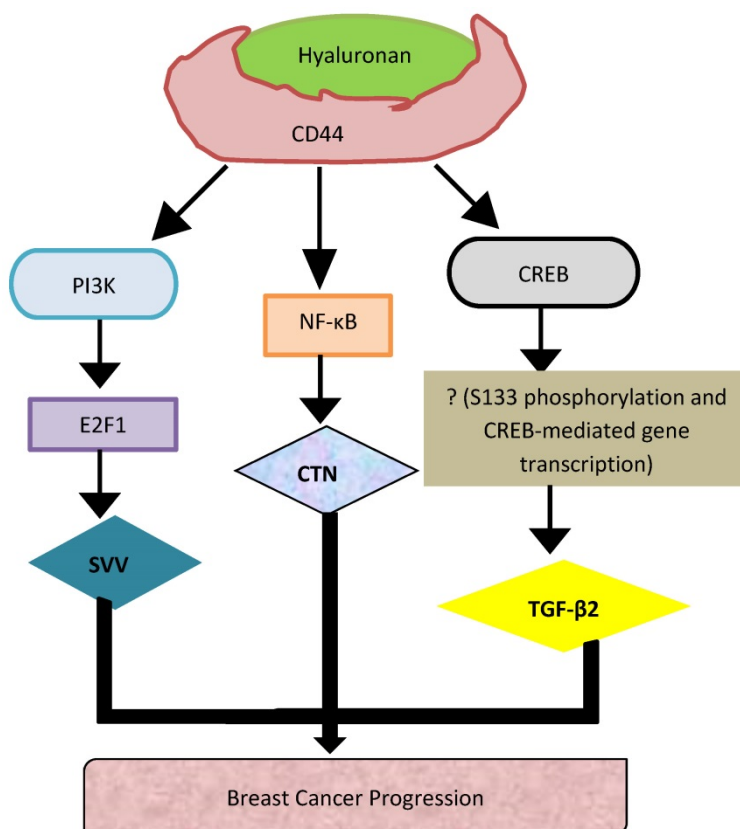 Hyaluronan
CD44
PI3K
NF-κB
CREB
E2F1
? (S133 phosphorylation and
CREB-mediated gene
transcription)
CTN
SVV
TGF-β2
Breast Cancer Progression